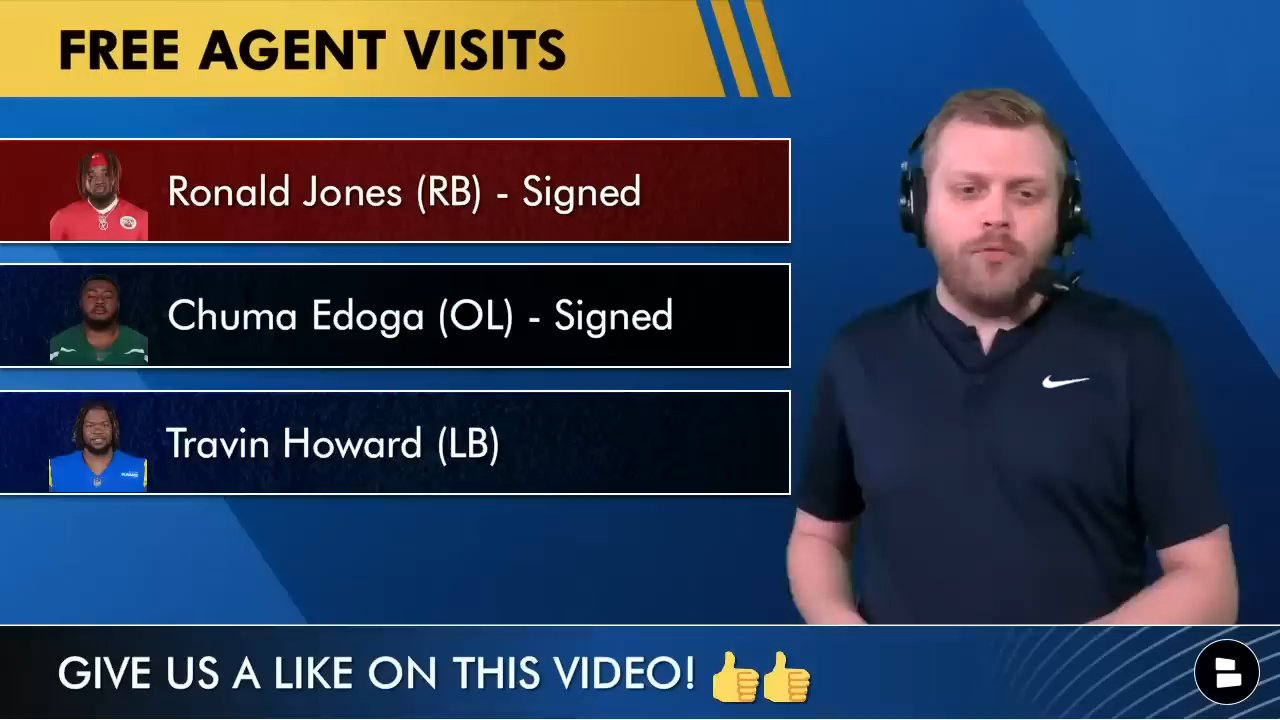 FREE AGENT VISITS
Ronald Jones (RB) - Signed
Chuma Edoga (OL) - Signed
Travin Howard (LB)
GIVE US A LIKE ON THIS VIDEO! 👍👍